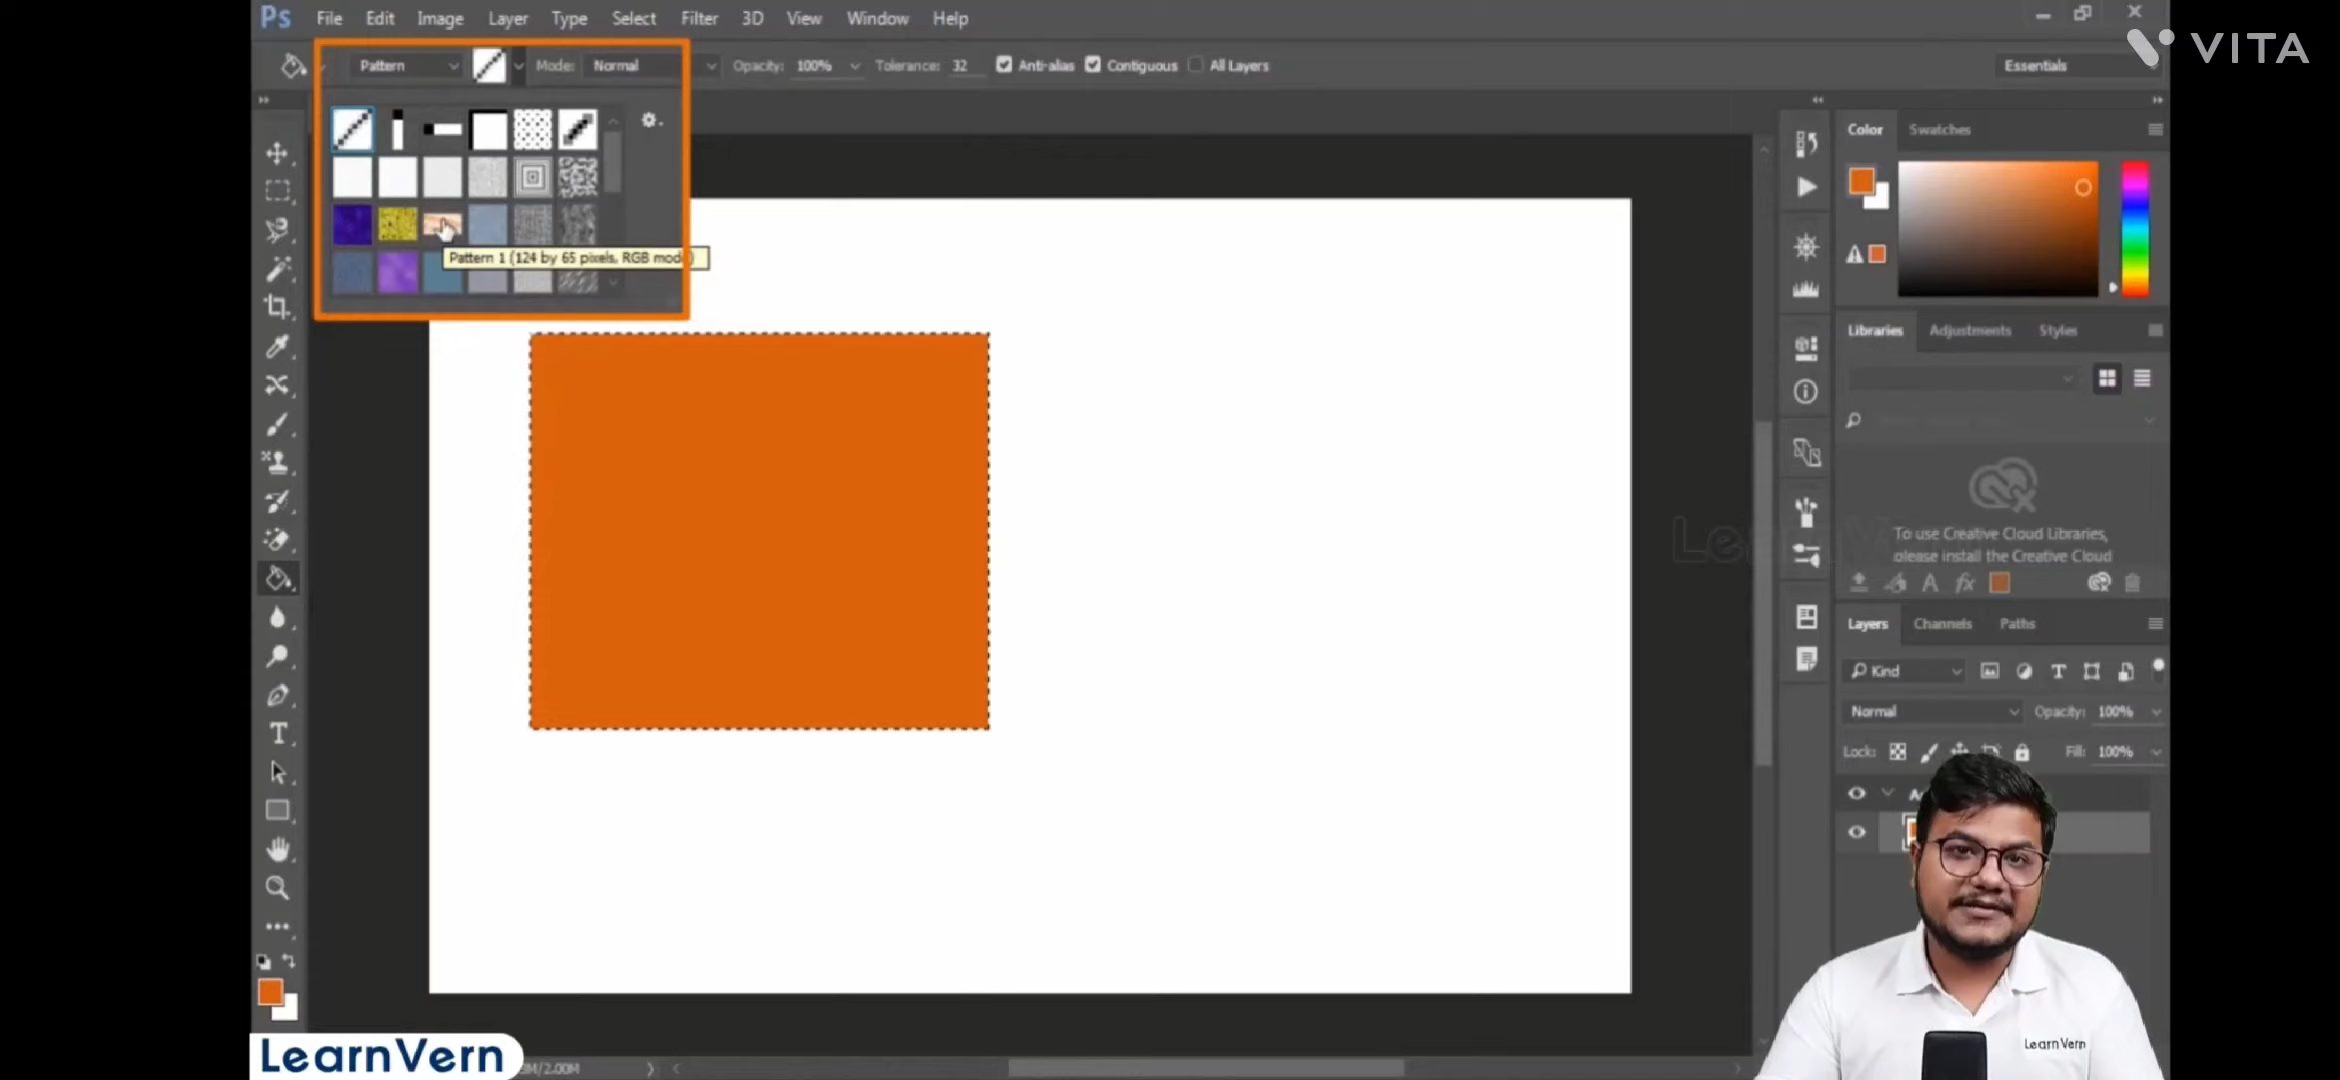 Ps File Edit Image Layer Type Select Filter 3D View Window Help
VITA
Pattern Mode: Normal Opacity: 100% Tolerance: 32 Anti-alias Contiguous All Layers Essentials
Color Swatches
Pattern 1 (124 by 65 pixels, RGB mode)
Libraries Adjustments Styles
To use Creative Cloud Libraries,
please install the Creative Cloud
Layers Channels Paths
Kind
Normal Opacity: 100%
Lock: Fill: 100%
LearnVern
LearnVern